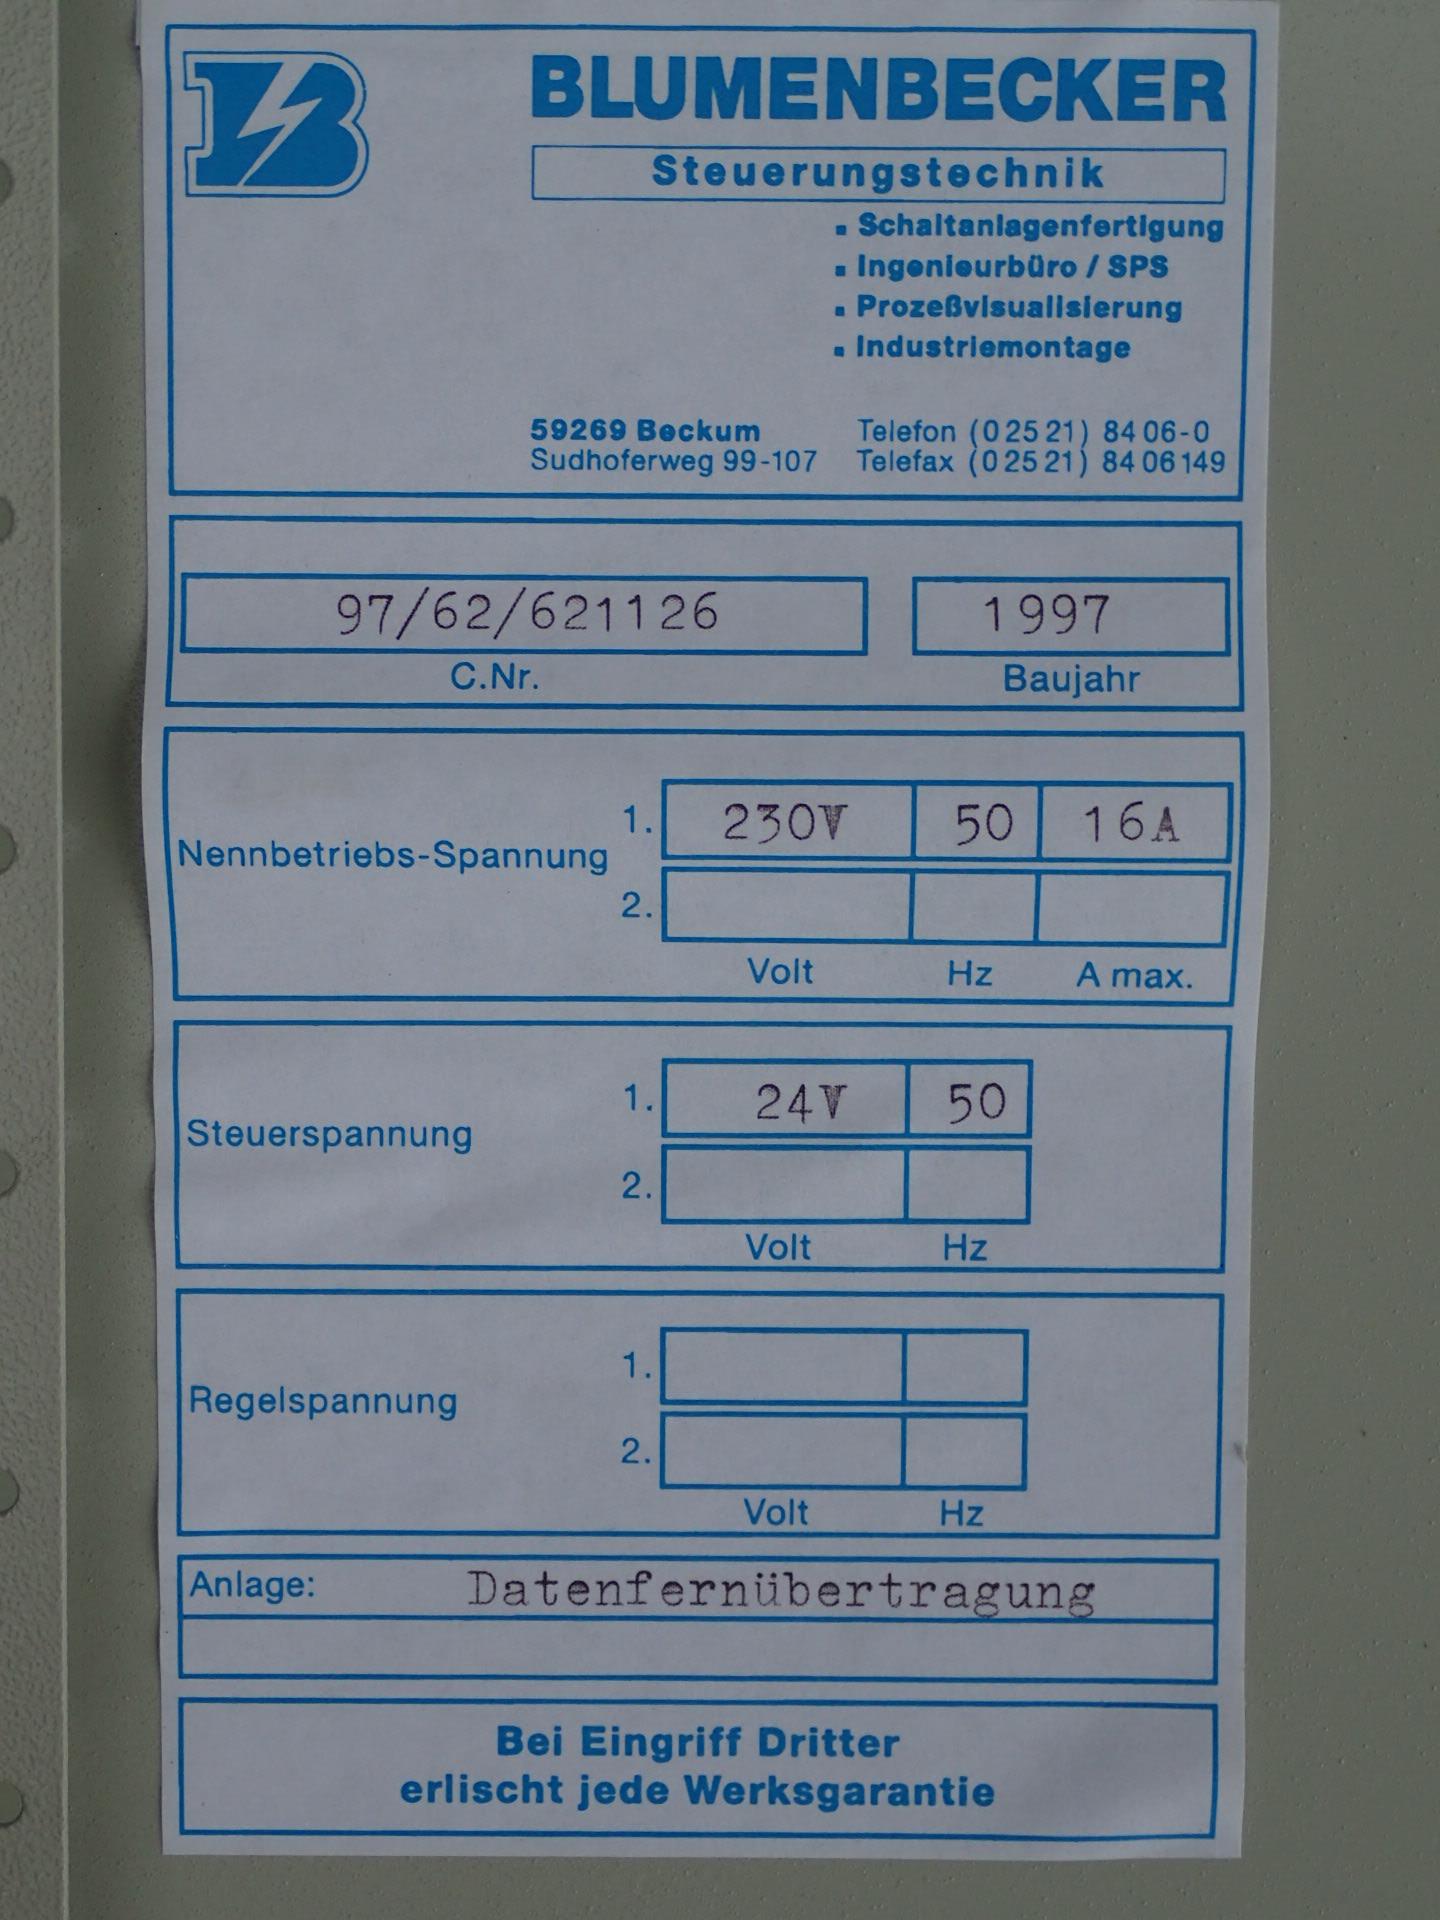 B
BLUMENBECKER
Steuerungstechnik
▪ Schaltanlagenfertigung
▪ Ingenieurbüro / SPS
▪ Prozeßvisualisierung
▪ Industriemontage
59269 Beckum Telefon (0 25 21) 84 06-0
Sudhoferweg 99-107 Telefax (0 25 21) 84 06 149
97/62/621126 1997
C.Nr. Baujahr
Nennbetriebs-Spannung
1. 230V 50 16A
2.
Volt Hz A max.
Steuerspannung
1. 24V 50
2.
Volt Hz
Regelspannung
1.
2.
Volt Hz
Anlage: Datenfernübertragung
Bei Eingriff Dritter
erlischt jede Werksgarantie